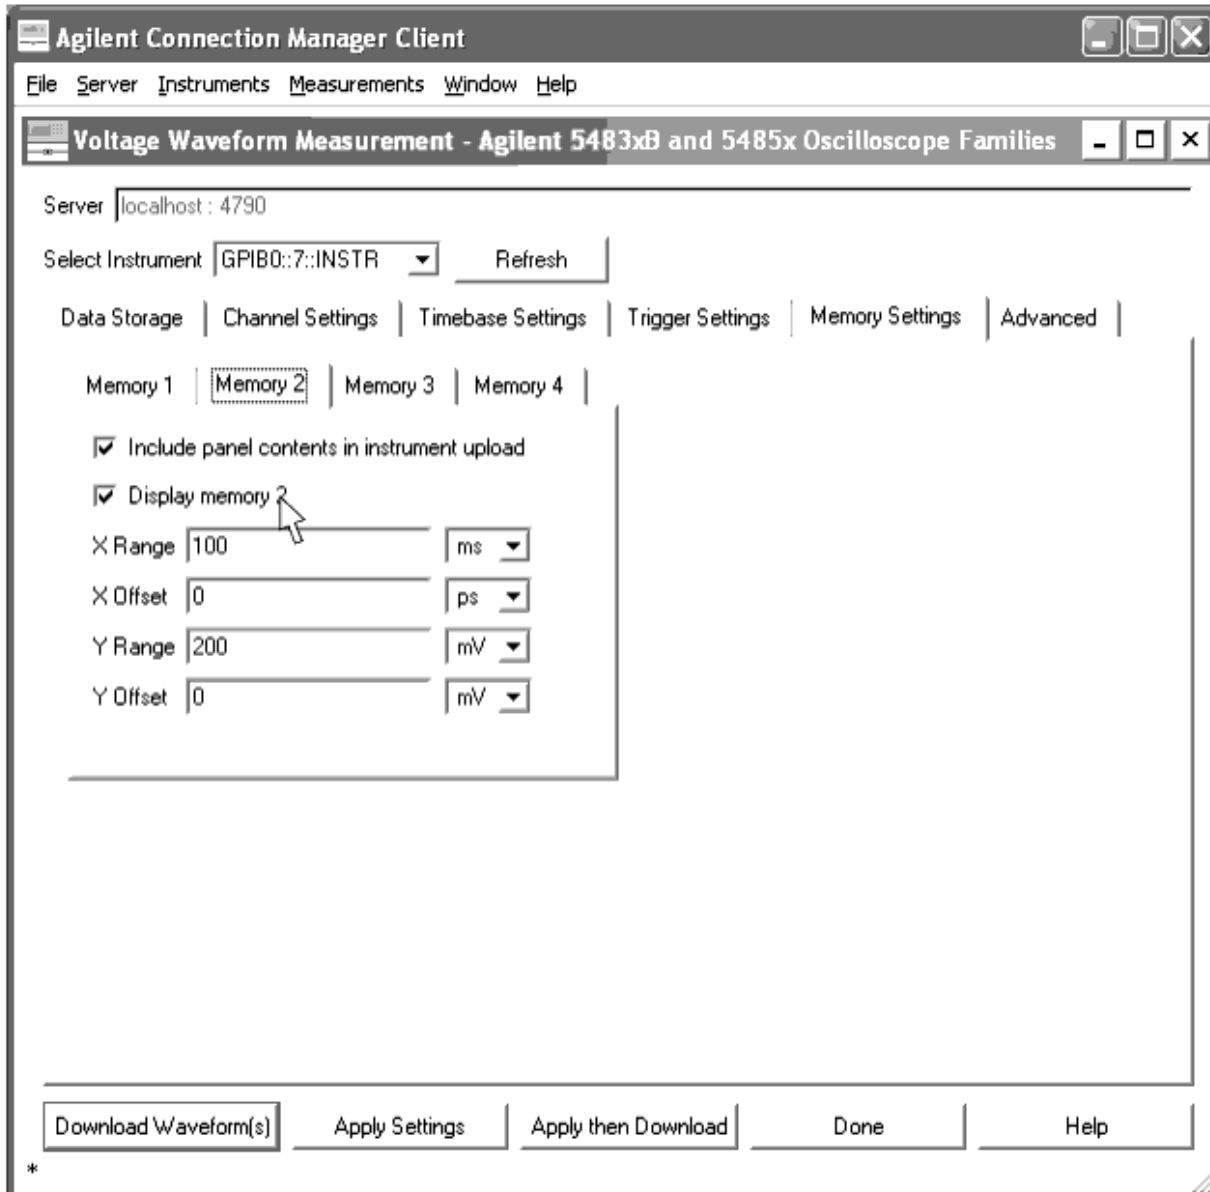 Agilent Connection Manager Client
File Server Instruments Measurements Window Help
Voltage Waveform Measurement - Agilent 5483xB and 5485x Oscilloscope Families
Server localhost : 4790
Select Instrument GPIB0::7::INSTR Refresh
Data Storage Channel Settings Timebase Settings Trigger Settings Memory Settings Advanced
Memory 1 Memory 2 Memory 3 Memory 4
Include panel contents in instrument upload
Display memory 2
X Range 100 ms
X Offset 0 ps
Y Range 200 mV
Y Offset 0 mV
Download Waveform(s) Apply Settings Apply then Download Done Help
*